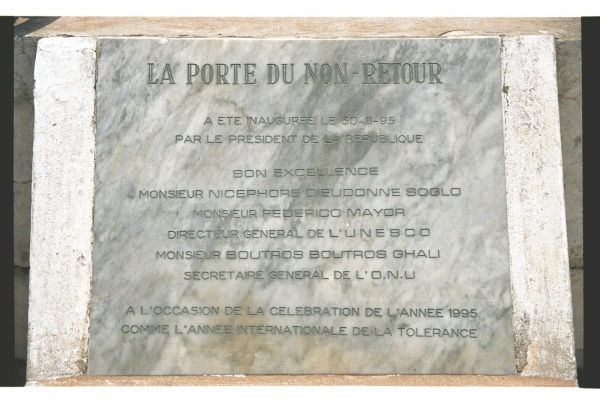 LA PORTE DU NON-RETOUR
A ETE INAUGUREE LE 30-11-95
PAR LE PRESIDENT DE LA REPUBLIQUE
SON EXCELLENCE
MONSIEUR NICEPHORE DIEUDONNE SOGLO
MONSIEUR FEDERICO MAYOR
DIRECTEUR GENERAL DE L'UNESCO
MONSIEUR BOUTROS BOUTROS GHALI
SECRETAIRE GENERAL DE L'O.N.U
A L'OCCASION DE LA CELEBRATION DE L'ANNÉE 1995
COMME L'ANNEE INTERNATIONALE DE LA TOLERANCE